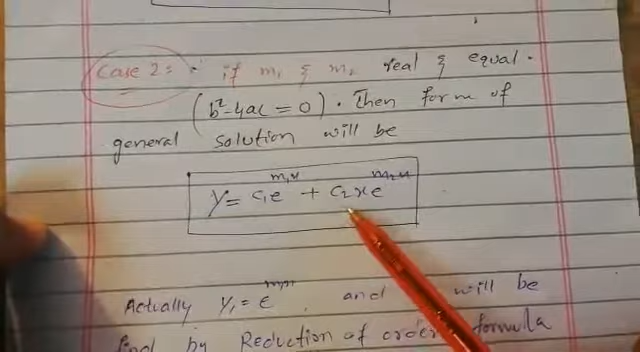 Case 2:- if m₁ & m₂ real & equal.
(b²-4ac = 0). Then form of
general solution will be
y = c₁e^m₁x + c₂xe^m₂x
Actually y₁ = e^m₁x, and will be
find by Reduction of order formula